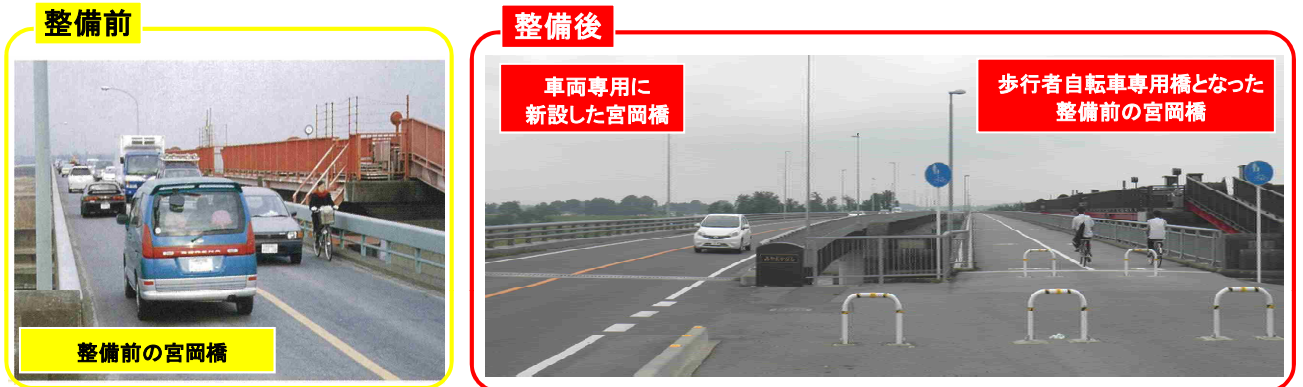 整備前
整備前の宮岡橋
整備後
車両専用に
新設した宮岡橋
歩行者自転車専用橋となった
整備前の宮岡橋